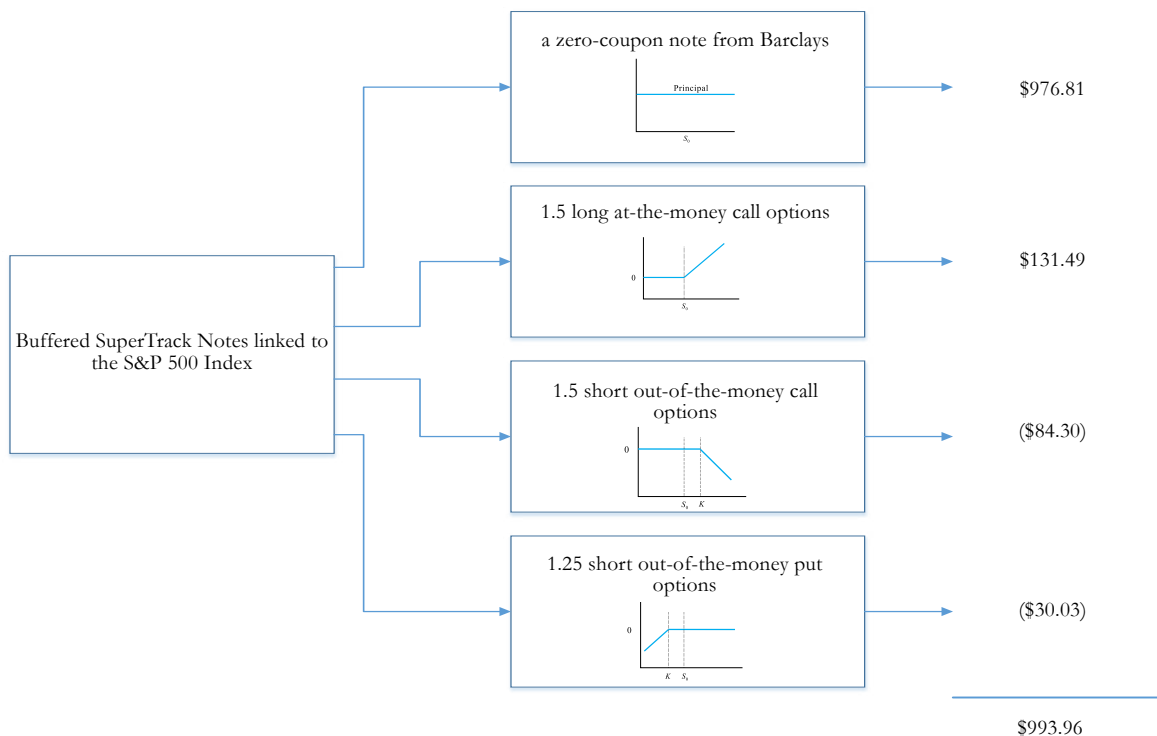 a zero-coupon note from Barclays
Principal
S₀
$976.81
1.5 long at-the-money call options
0
S₀
$131.49
Buffered SuperTrack Notes linked to
the S&P 500 Index
1.5 short out-of-the-money call
options
0
S₀ K
($84.30)
1.25 short out-of-the-money put
options
0
K S₀
($30.03)
$993.96